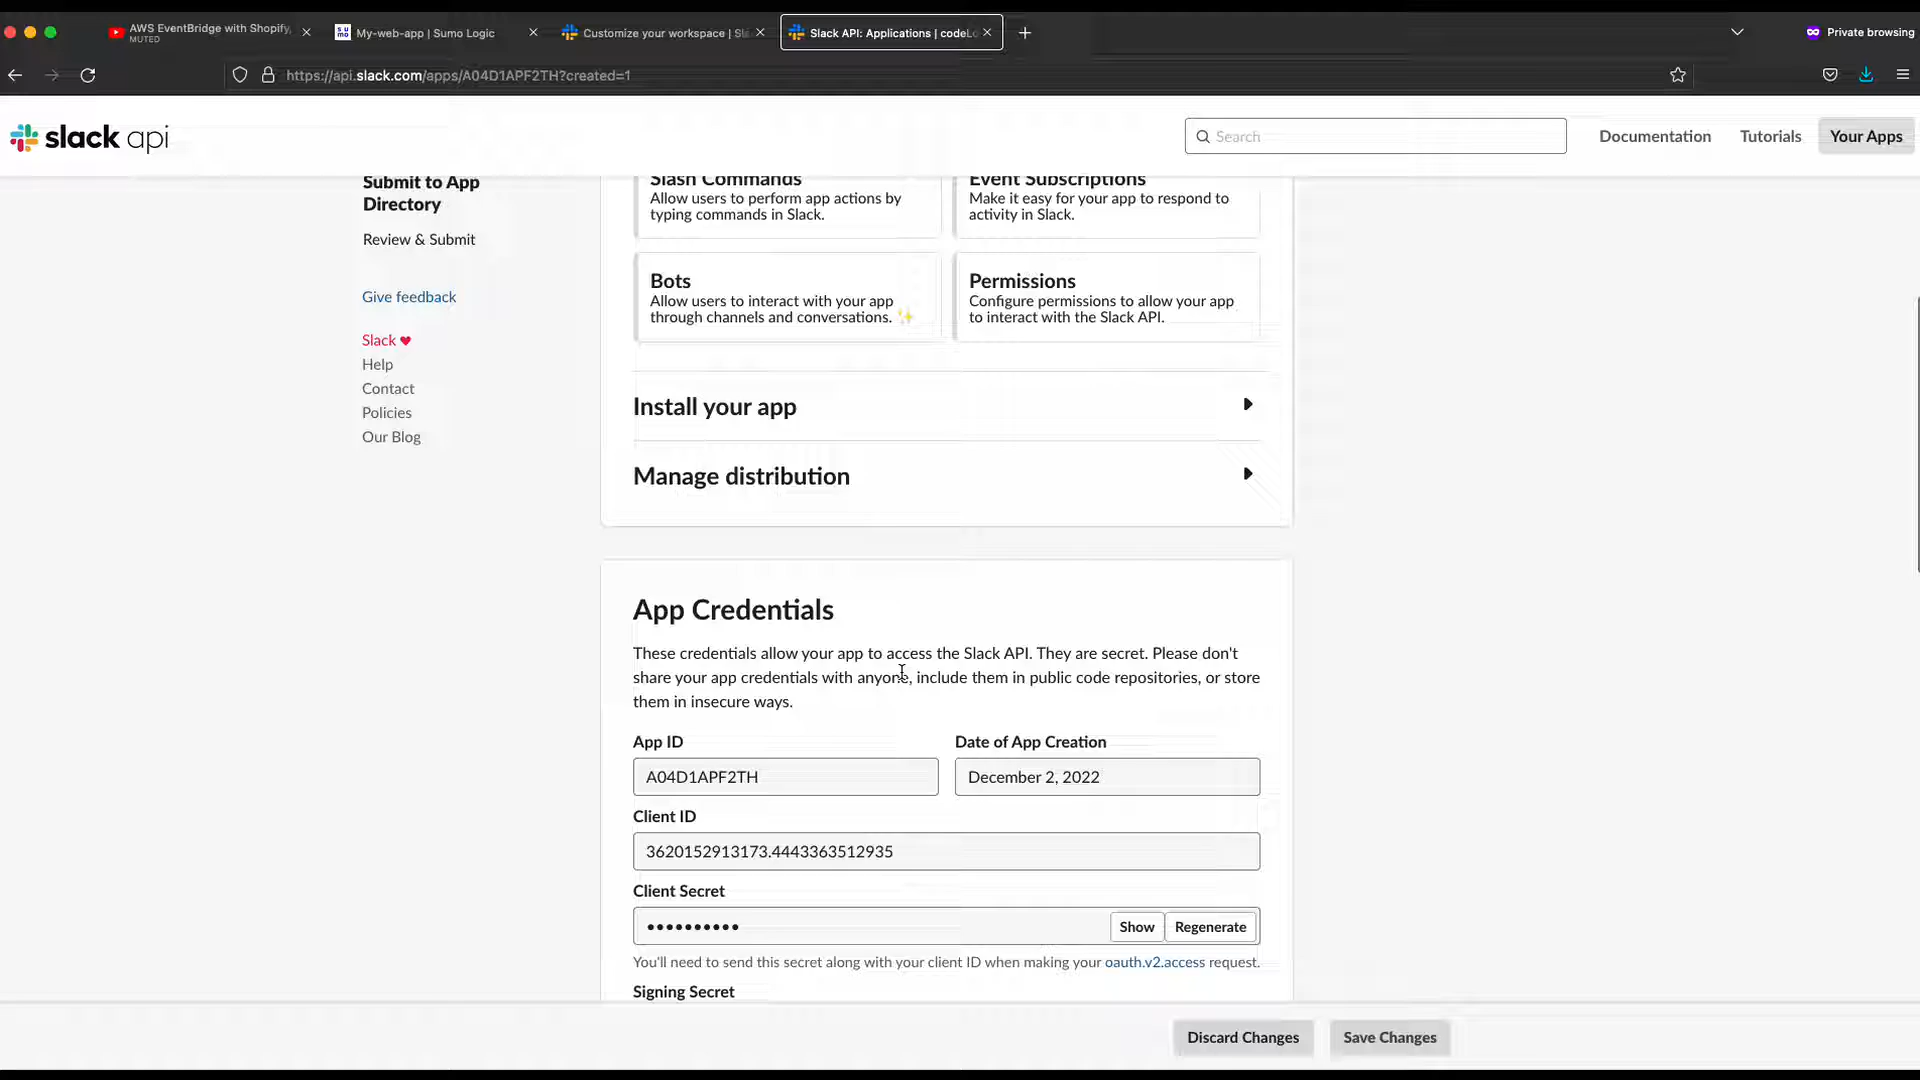 AWS EventBridge with Shopify,
MUTED
My-web-app | Sumo Logic
Customize your workspace | Sl
Slack API: Applications | codeLo
Private browsing
https://api.slack.com/apps/A04D1APF2TH?created=1
slack api
Search
Documentation
Tutorials
Your Apps
Submit to App
Directory
Review & Submit
Give feedback
Slack ♥
Help
Contact
Policies
Our Blog
Slash Commands
Allow users to perform app actions by
typing commands in Slack.
Event Subscriptions
Make it easy for your app to respond to
activity in Slack.
Bots
Allow users to interact with your app
through channels and conversations. ✨
Permissions
Configure permissions to allow your app
to interact with the Slack API.
Install your app
Manage distribution
App Credentials
These credentials allow your app to access the Slack API. They are secret. Please don't
share your app credentials with anyone, include them in public code repositories, or store
them in insecure ways.
App ID
Date of App Creation
A04D1APF2TH
December 2, 2022
Client ID
3620152913173.4443363512935
Client Secret
••••••••••
Show
Regenerate
You'll need to send this secret along with your client ID when making your oauth.v2.access request.
Signing Secret
Discard Changes
Save Changes